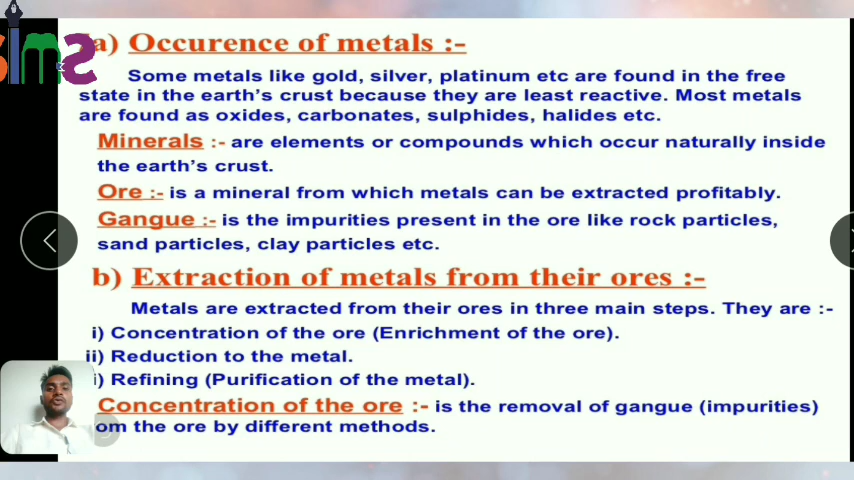 a) Occurence of metals :-
Some metals like gold, silver, platinum etc are found in the free
state in the earth's crust because they are least reactive. Most metals
are found as oxides, carbonates, sulphides, halides etc.
Minerals :- are elements or compounds which occur naturally inside
the earth's crust.
Ore :- is a mineral from which metals can be extracted profitably.
Gangue :- is the impurities present in the ore like rock particles,
sand particles, clay particles etc.
b) Extraction of metals from their ores :-
Metals are extracted from their ores in three main steps. They are :-
i) Concentration of the ore (Enrichment of the ore).
ii) Reduction to the metal.
i) Refining (Purification of the metal).
Concentration of the ore :- is the removal of gangue (impurities)
om the ore by different methods.